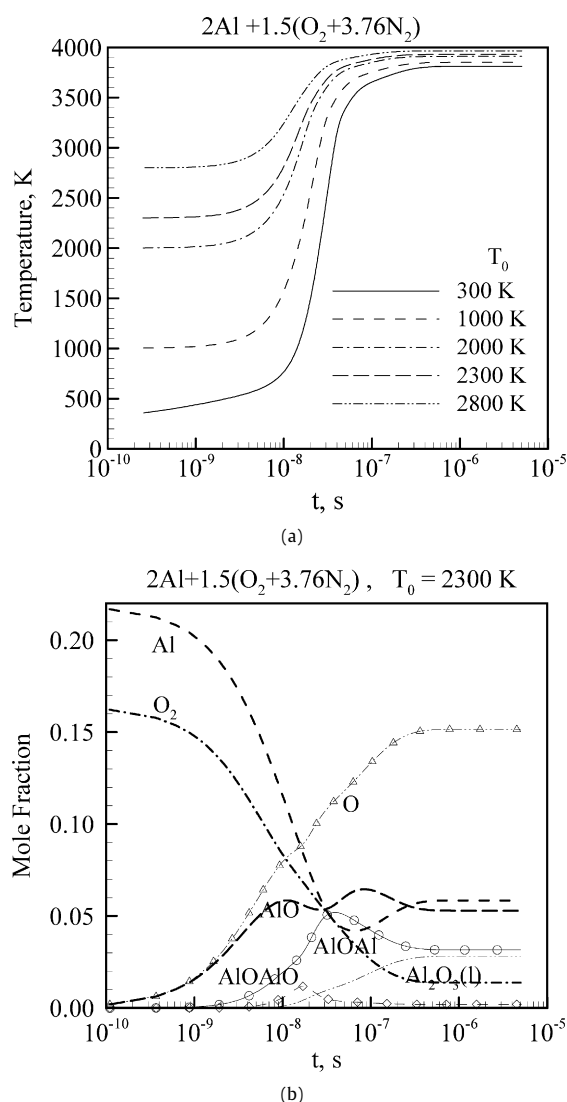 2Al +1.5(O₂+3.76N₂)
4000
3500
3000
2500
2000
1500
1000
500
0
Temperature, K
T₀
300 K
1000 K
2000 K
2300 K
2800 K
10⁻¹⁰ 10⁻⁹ 10⁻⁸ 10⁻⁷ 10⁻⁶ 10⁻⁵
t, s
(a)
2Al+1.5(O₂+3.76N₂) , T₀ = 2300 K
0.20
0.15
0.10
0.05
0.00
Mole Fraction
Al
O₂
O
AlO
AlOAl
AlOAlO
Al₂O₃(l)
10⁻¹⁰ 10⁻⁹ 10⁻⁸ 10⁻⁷ 10⁻⁶ 10⁻⁵
t, s
(b)